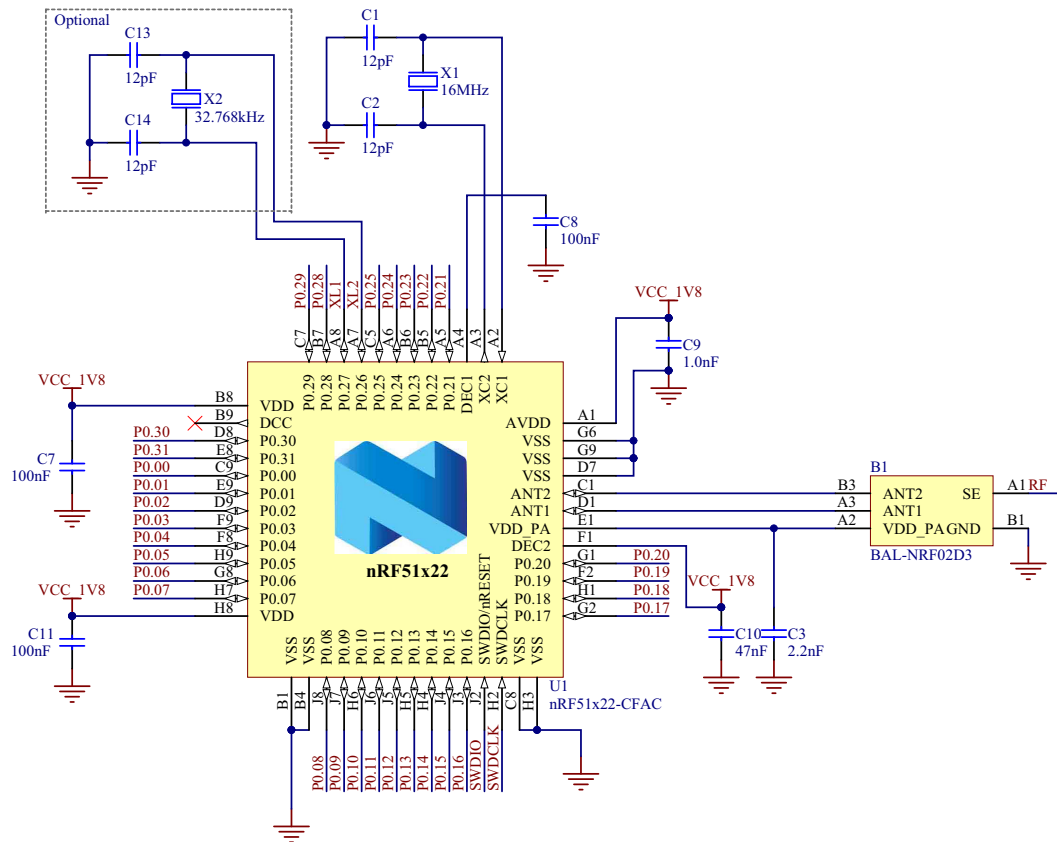 Optional
C13
12pF
X2
32.768kHz
C14
12pF
C1
12pF
X1
16MHz
C2
12pF
C8
100nF
P0.29
P0.28
XL1
XL2
P0.25
P0.24
P0.23
P0.22
P0.21
C7
B7
A8
A7
C5
A6
B6
B5
A5
A4
A3
A2
P0.29
P0.28
P0.27
P0.26
P0.25
P0.24
P0.23
P0.22
P0.21
DEC1
XC2
XC1
VCC_1V8
C9
1.0nF
VCC_1V8
C7
100nF
B8 VDD
B9 DCC
P0.30 D8 P0.30
P0.31 E8 P0.31
P0.00 C9 P0.00
P0.01 E9 P0.01
P0.02 D9 P0.02
P0.03 F9 P0.03
P0.04 F8 P0.04
P0.05 H9 P0.05
P0.06 G8 P0.06
P0.07 H7 P0.07
H8 VDD
VCC_1V8
C11
100nF
nRF51x22
AVDD A1
VSS G6
VSS G9
VSS D7
ANT2 C1
ANT1 D1
VDD_PA E1
DEC2 F1
P0.20 G1 P0.20
P0.19 F2 P0.19
P0.18 H1 P0.18
P0.17 G2 P0.17
B1
B3 ANT2 SE A1 RF
A3 ANT1
A2 VDD_PA GND B1
BAL-NRF02D3
VCC_1V8
C10
47nF
C3
2.2nF
VSS
VSS
P0.08
P0.09
P0.10
P0.11
P0.12
P0.13
P0.14
P0.15
P0.16
SWDIO/nRESET
SWDCLK
VSS
VSS
U1
nRF51x22-CFAC
B1
B4
J8
J7
H6
J6
J5
H5
H4
J4
J3
J2
H2
C8
H3
P0.08
P0.09
P0.10
P0.11
P0.12
P0.13
P0.14
P0.15
P0.16
SWDIO
SWDCLK